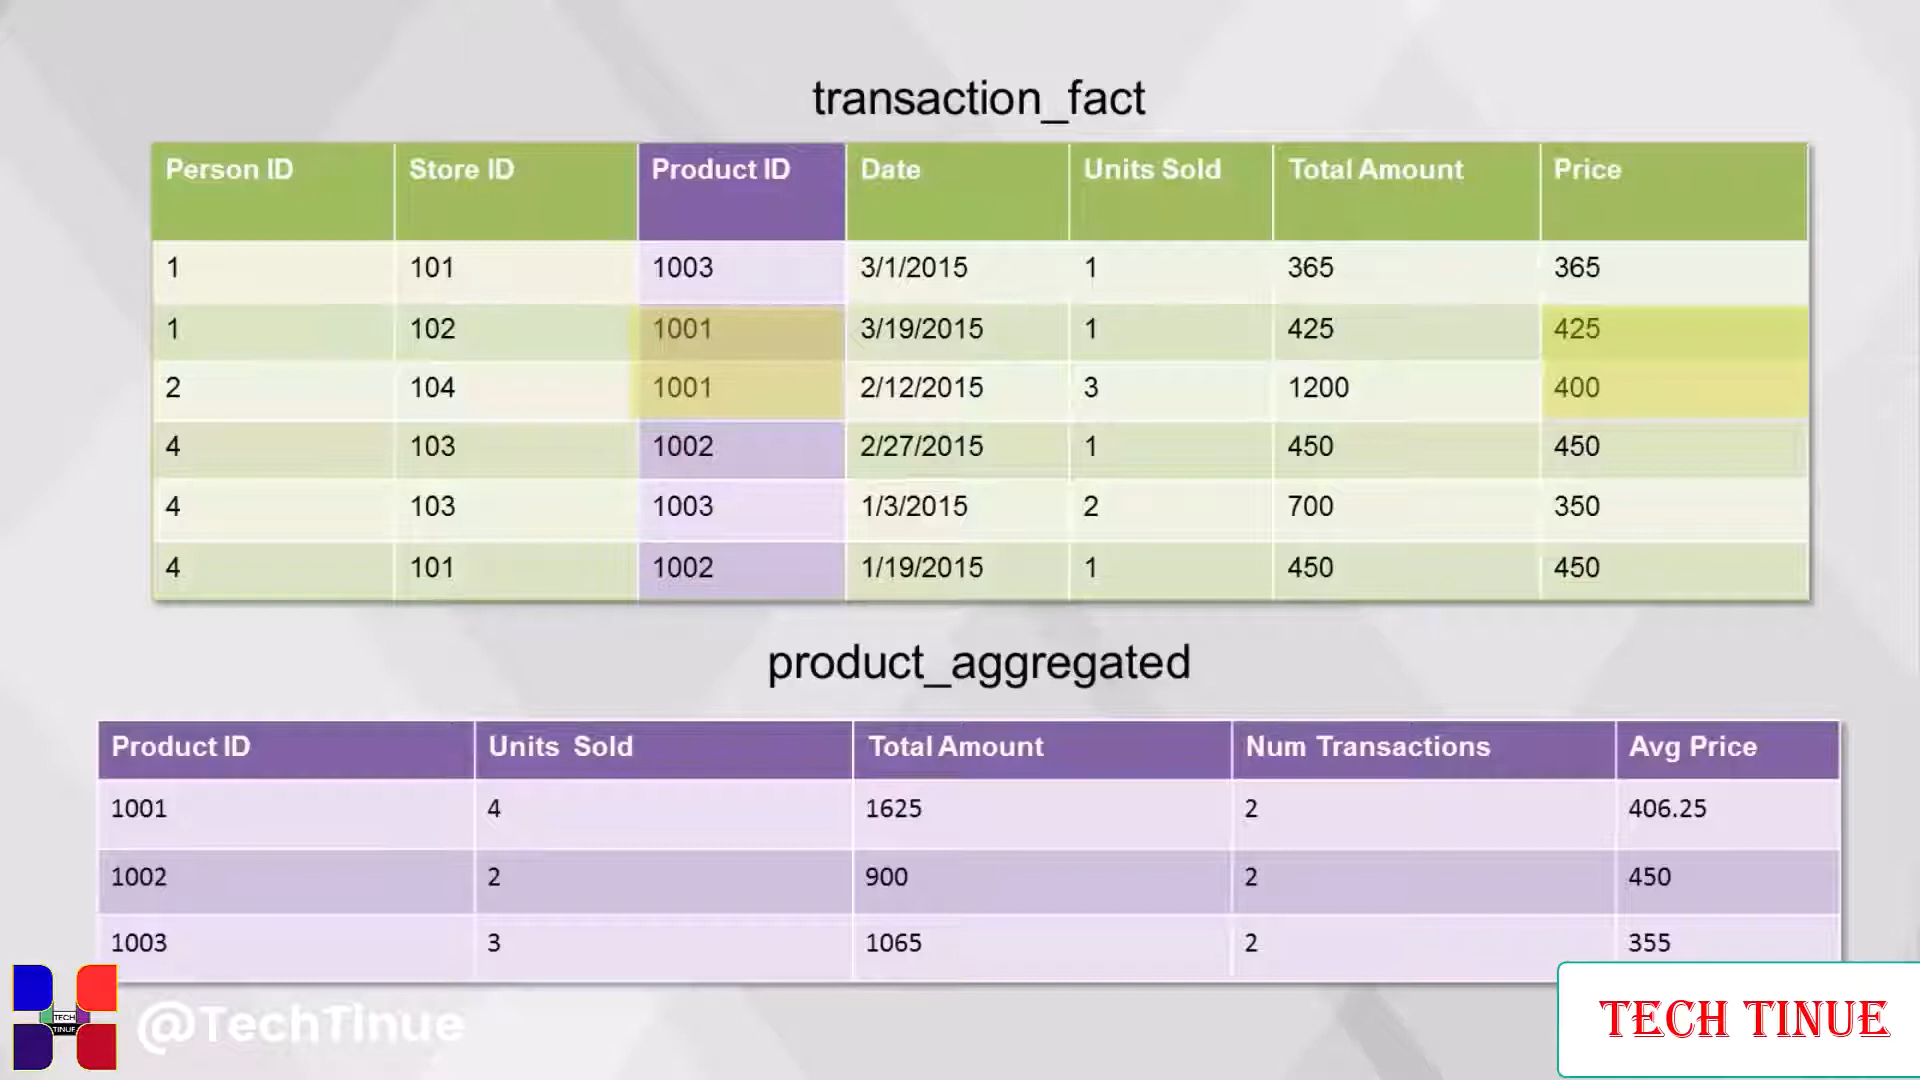 transaction_fact
Person ID Store ID Product ID Date Units Sold Total Amount Price
1 101 1003 3/1/2015 1 365 365
1 102 1001 3/19/2015 1 425 425
2 104 1001 2/12/2015 3 1200 400
4 103 1002 2/27/2015 1 450 450
4 103 1003 1/3/2015 2 700 350
4 101 1002 1/19/2015 1 450 450
product_aggregated
Product ID Units Sold Total Amount Num Transactions Avg Price
1001 4 1625 2 406.25
1002 2 900 2 450
1003 3 1065 2 355
TECH
TINUE
@TechTinue
TECH TINUE